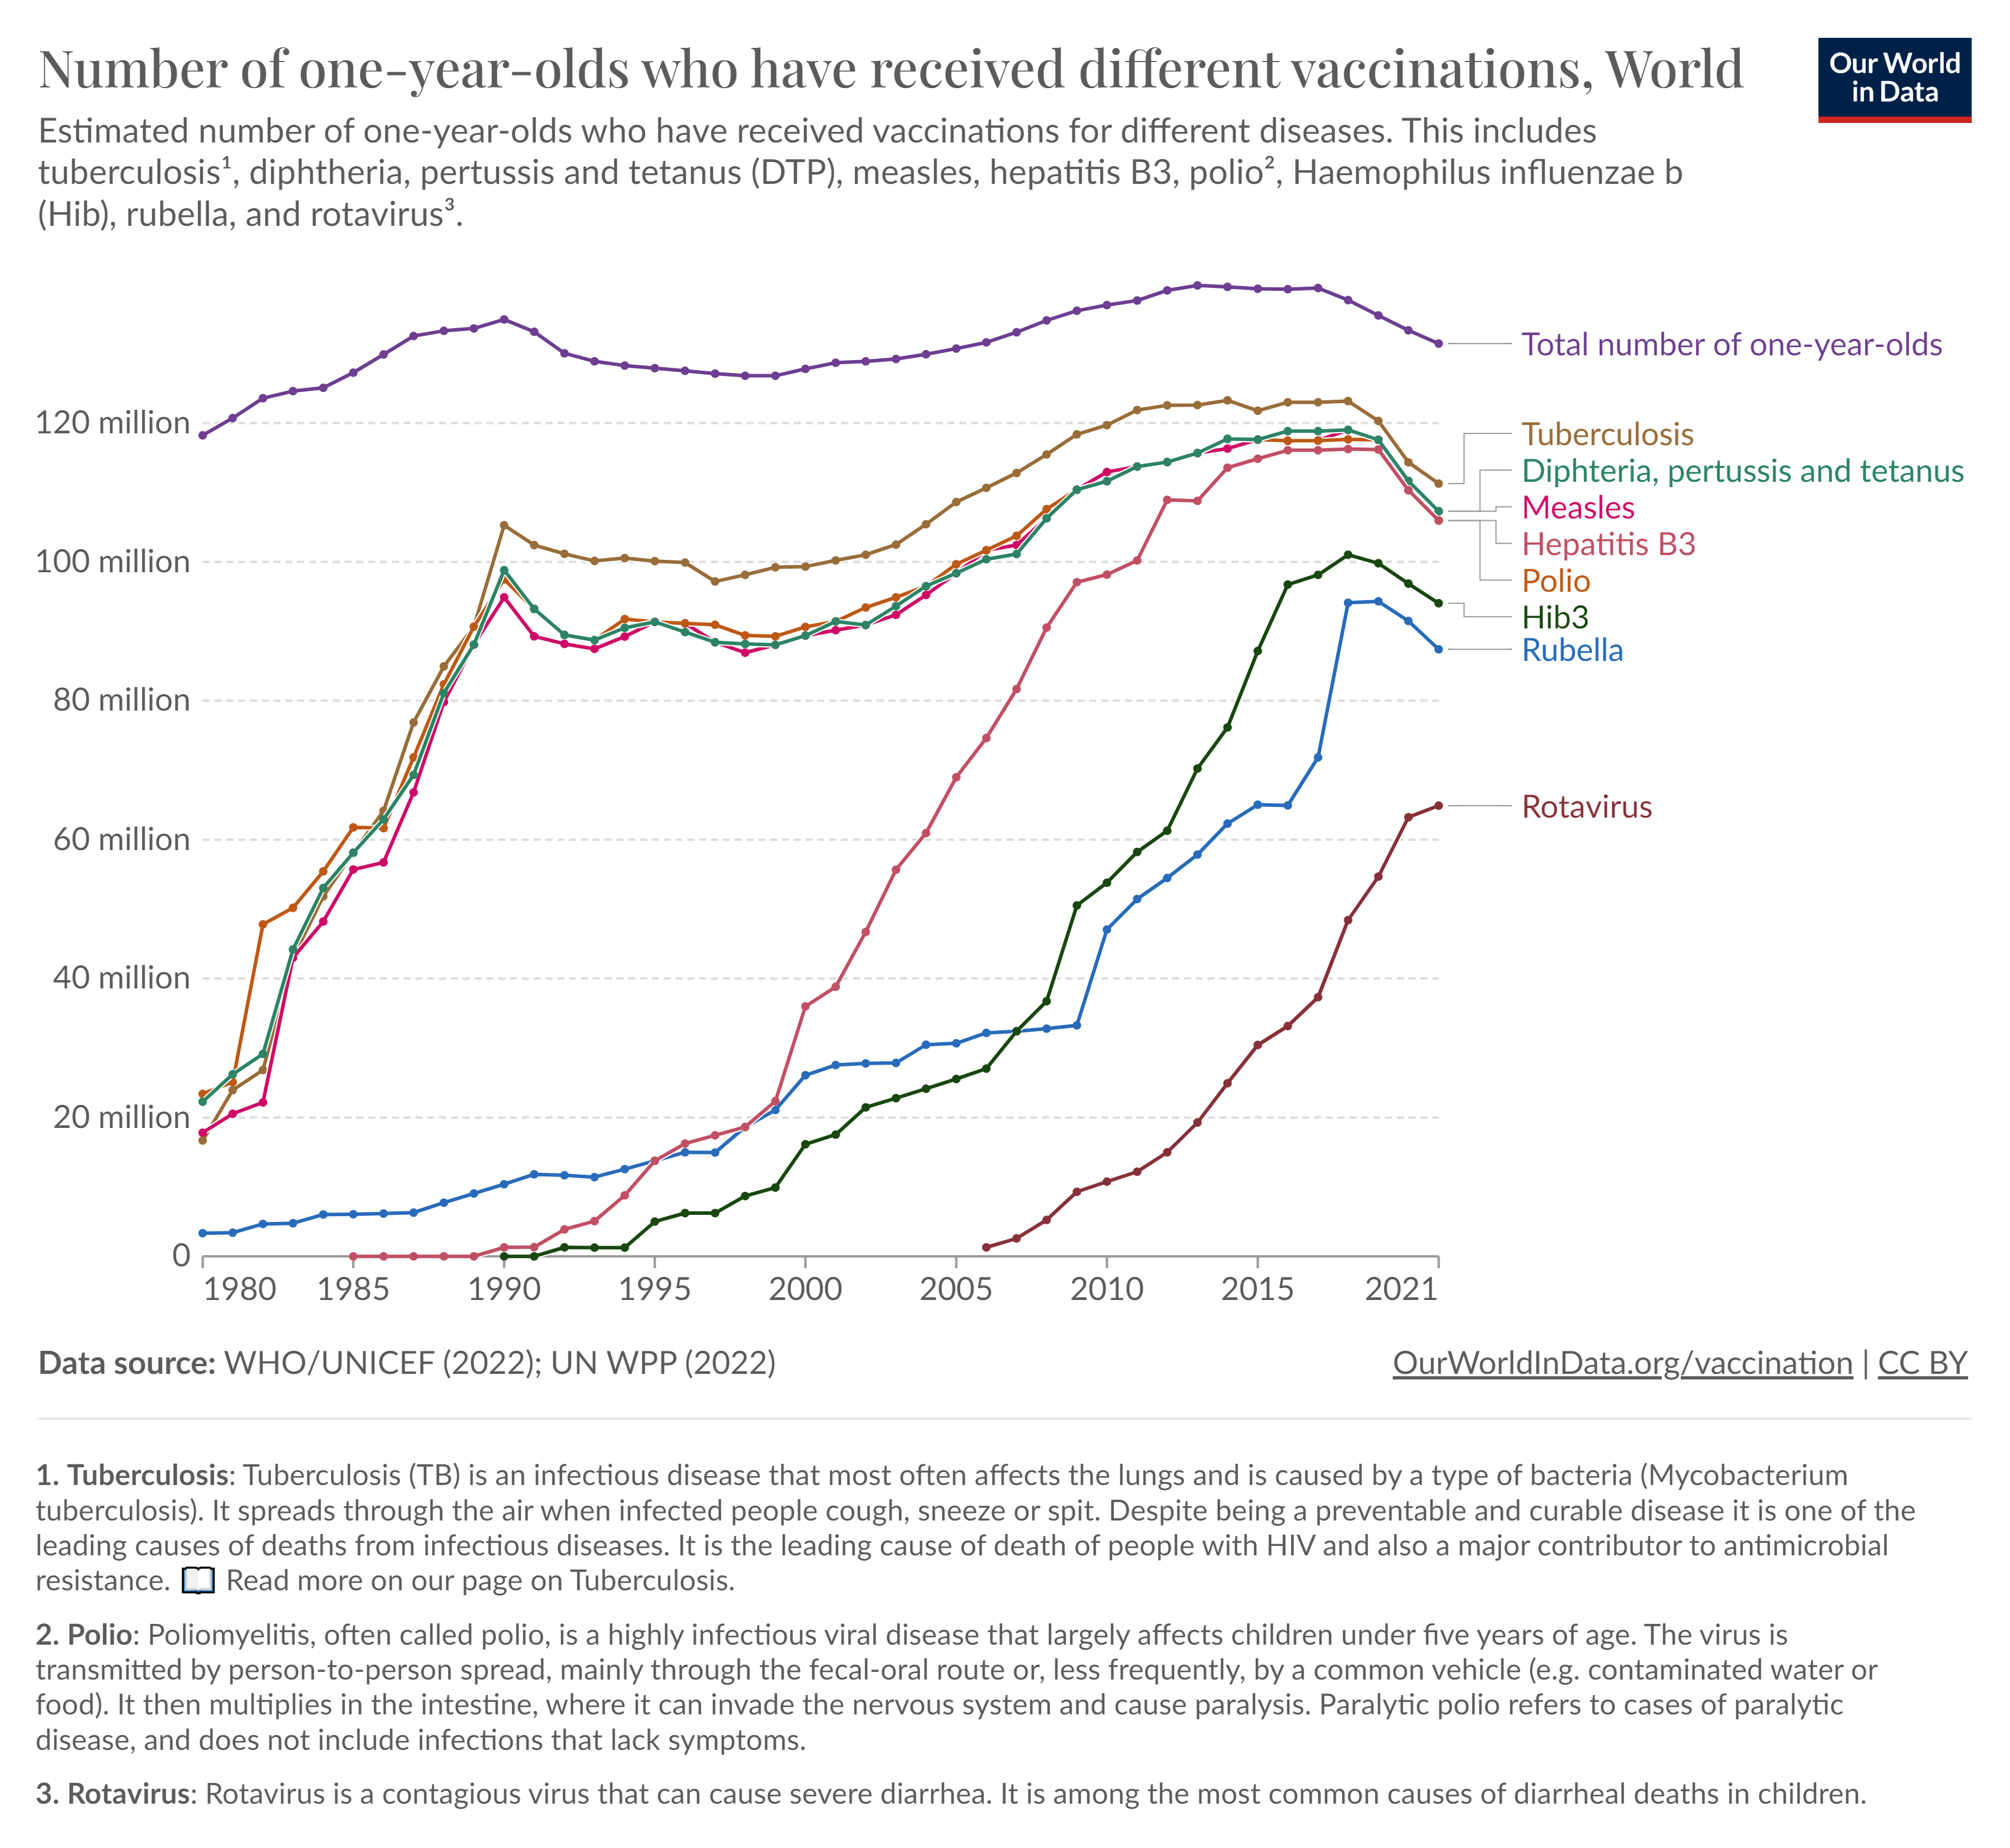 Number of one-year-olds who have received different vaccinations, World
Our World
in Data
Estimated number of one-year-olds who have received vaccinations for different diseases. This includes
tuberculosis¹, diphtheria, pertussis and tetanus (DTP), measles, hepatitis B3, polio², Haemophilus influenzae b
(Hib), rubella, and rotavirus³.
Total number of one-year-olds
120 million
Tuberculosis
Diphteria, pertussis and tetanus
Measles
Hepatitis B3
100 million
Polio
Hib3
Rubella
80 million
Rotavirus
60 million
40 million
20 million
0
1980 1985 1990 1995 2000 2005 2010 2015 2021
Data source: WHO/UNICEF (2022); UN WPP (2022)
OurWorldInData.org/vaccination | CC BY
1. Tuberculosis: Tuberculosis (TB) is an infectious disease that most often affects the lungs and is caused by a type of bacteria (Mycobacterium
tuberculosis). It spreads through the air when infected people cough, sneeze or spit. Despite being a preventable and curable disease it is one of the
leading causes of deaths from infectious diseases. It is the leading cause of death of people with HIV and also a major contributor to antimicrobial
resistance. 📖 Read more on our page on Tuberculosis.
2. Polio: Poliomyelitis, often called polio, is a highly infectious viral disease that largely affects children under five years of age. The virus is
transmitted by person-to-person spread, mainly through the fecal-oral route or, less frequently, by a common vehicle (e.g. contaminated water or
food). It then multiplies in the intestine, where it can invade the nervous system and cause paralysis. Paralytic polio refers to cases of paralytic
disease, and does not include infections that lack symptoms.
3. Rotavirus: Rotavirus is a contagious virus that can cause severe diarrhea. It is among the most common causes of diarrheal deaths in children.